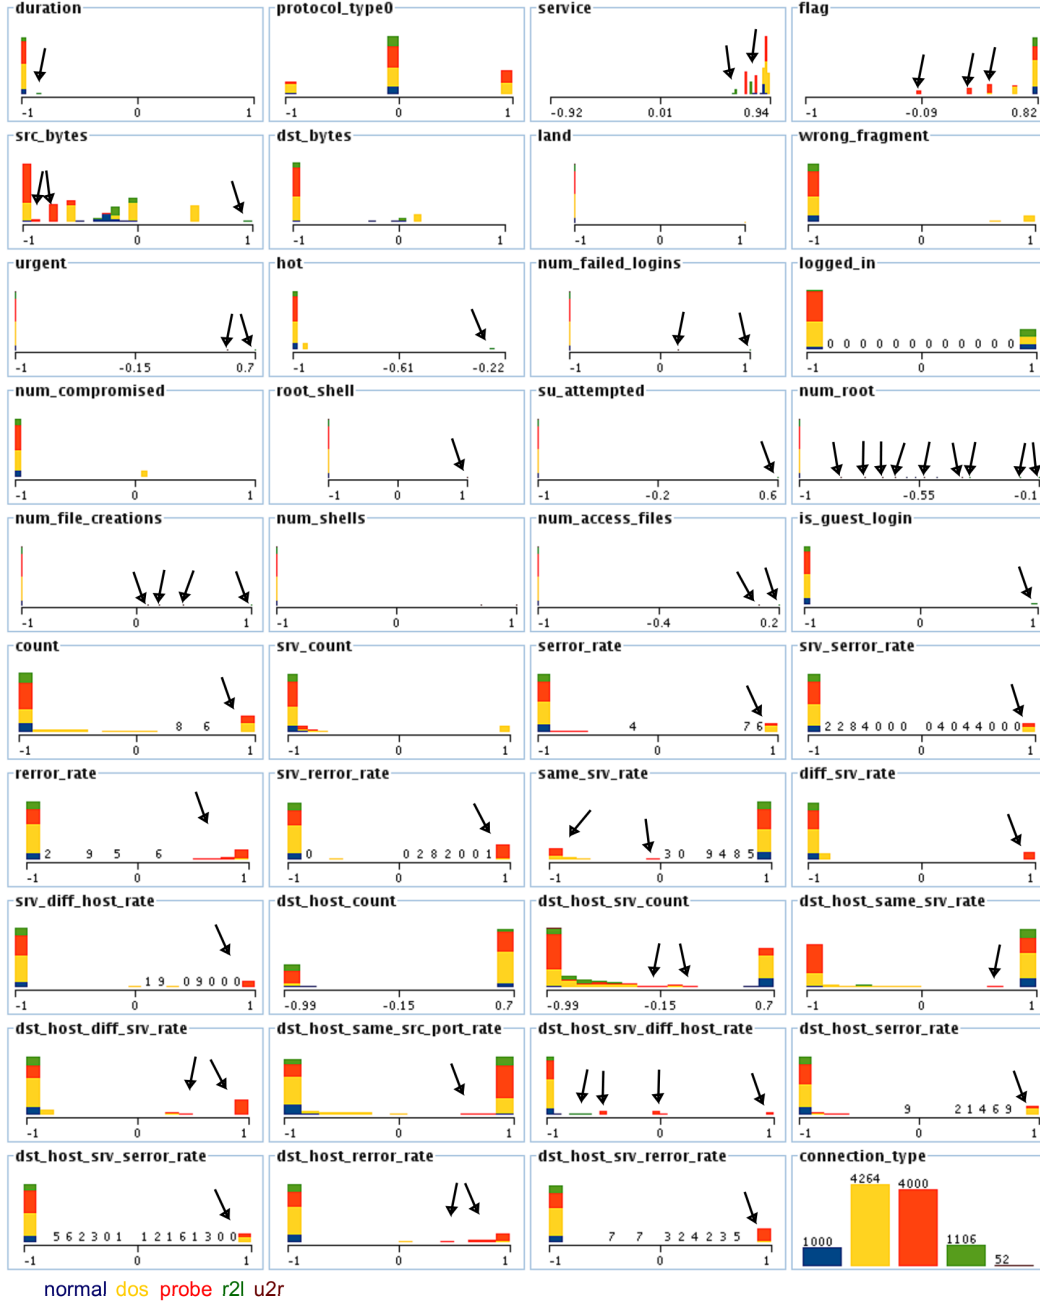 duration protocol_type0 service flag
-1 0 1 -1 0 1 -0.92 0.01 0.94 -1 -0.09 0.82
src_bytes dst_bytes land wrong_fragment
-1 0 1 -1 0 1 -1 0 1 -1 0 1
urgent hot num_failed_logins logged_in
0 0 0 0 0 0 0 0 0 0 0 0
-1 -0.15 0.7 -1 -0.61 -0.22 -1 0 1 -1 0 1
num_compromised root_shell su_attempted num_root
-1 0 1 -1 0 1 -1 -0.2 0.6 -1 -0.55 -0.1
num_file_creations num_shells num_access_files is_guest_login
-1 0 1 -1 0 1 -1 -0.4 0.2 -1 0 1
count srv_count serror_rate srv_serror_rate
8 6 4 7 6 2 2 8 4 0 0 0 0 4 0 4 4 0 0 0
-1 0 1 -1 0 1 -1 0 1 -1 0 1
rerror_rate srv_rerror_rate same_srv_rate diff_srv_rate
2 9 5 6 0 0 2 8 2 0 0 1 3 0 9 4 8 5
-1 0 1 -1 0 1 -1 0 1 -1 0 1
srv_diff_host_rate dst_host_count dst_host_srv_count dst_host_same_srv_rate
1 9 0 9 0 0 0
-1 0 1 -0.99 -0.15 0.7 -0.99 -0.15 0.7 -1 0 1
dst_host_diff_srv_rate dst_host_same_src_port_rate dst_host_srv_diff_host_rate dst_host_serror_rate
9 2 1 4 6 9
-1 0 1 -1 0 1 -1 0 1 -1 0 1
dst_host_srv_serror_rate dst_host_rerror_rate dst_host_srv_rerror_rate connection_type
4264 4000
1000 1106 52
5 6 2 3 0 1 1 2 1 6 1 3 0 0 7 7 3 2 4 2 3 5
-1 0 1 -1 0 1 -1 0 1
normal dos probe r2l u2r